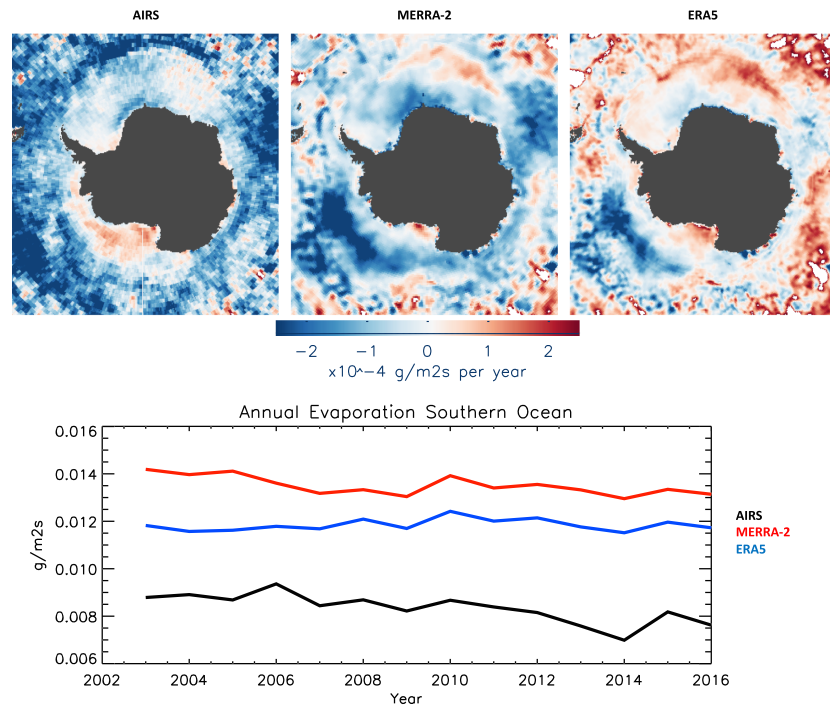 AIRS MERRA-2 ERA5
−2 −1 0 1 2
x10^−4 g/m2s per year
Annual Evaporation Southern Ocean
0.016
0.014
0.012
0.010
0.008
0.006
g/m2s
2002 2004 2006 2008 2010 2012 2014 2016
Year
AIRS
MERRA-2
ERA5